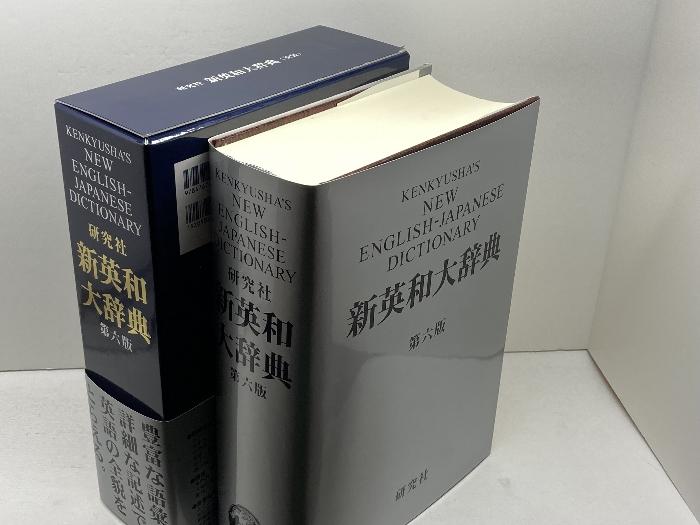 研究社 新英和大辞典
KENKYUSHA'S
NEW
ENGLISH-
JAPANESE
DICTIONARY
研究社
新英和
大辞典
第六版
豊富な語彙
詳細な記述で
英語の全貌を
KENKYUSHA'S
NEW
ENGLISH-
JAPANESE
DICTIONARY
研究社
新英和
大辞典
第六版
KENKYUSHA'S
NEW
ENGLISH-JAPANESE
DICTIONARY
新英和大辞典
第六版
研究社